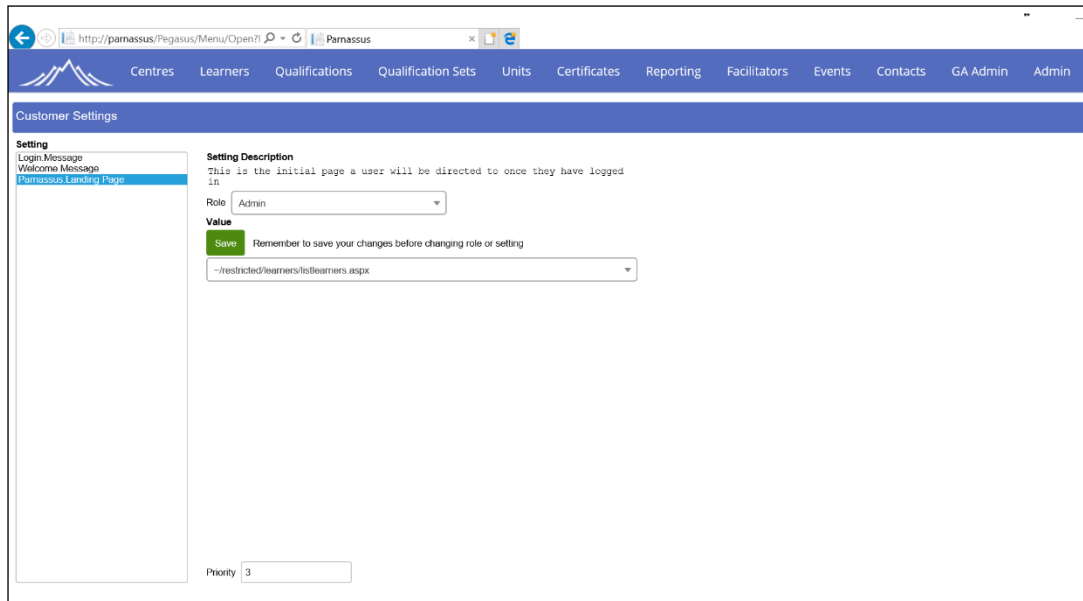 http://parnassus/Pegasus/Menu/Open?l
Parnassus
Centres Learners Qualifications Qualification Sets Units Certificates Reporting Facilitators Events Contacts GA Admin Admin
Customer Settings
Setting
Login.Message
Welcome.Message
Parnassus.Landing Page
Setting Description
This is the initial page a user will be directed to once they have logged
in
Role Admin
Value
Save Remember to save your changes before changing role or setting
~/restricted/learners/listlearners.aspx
Priority 3